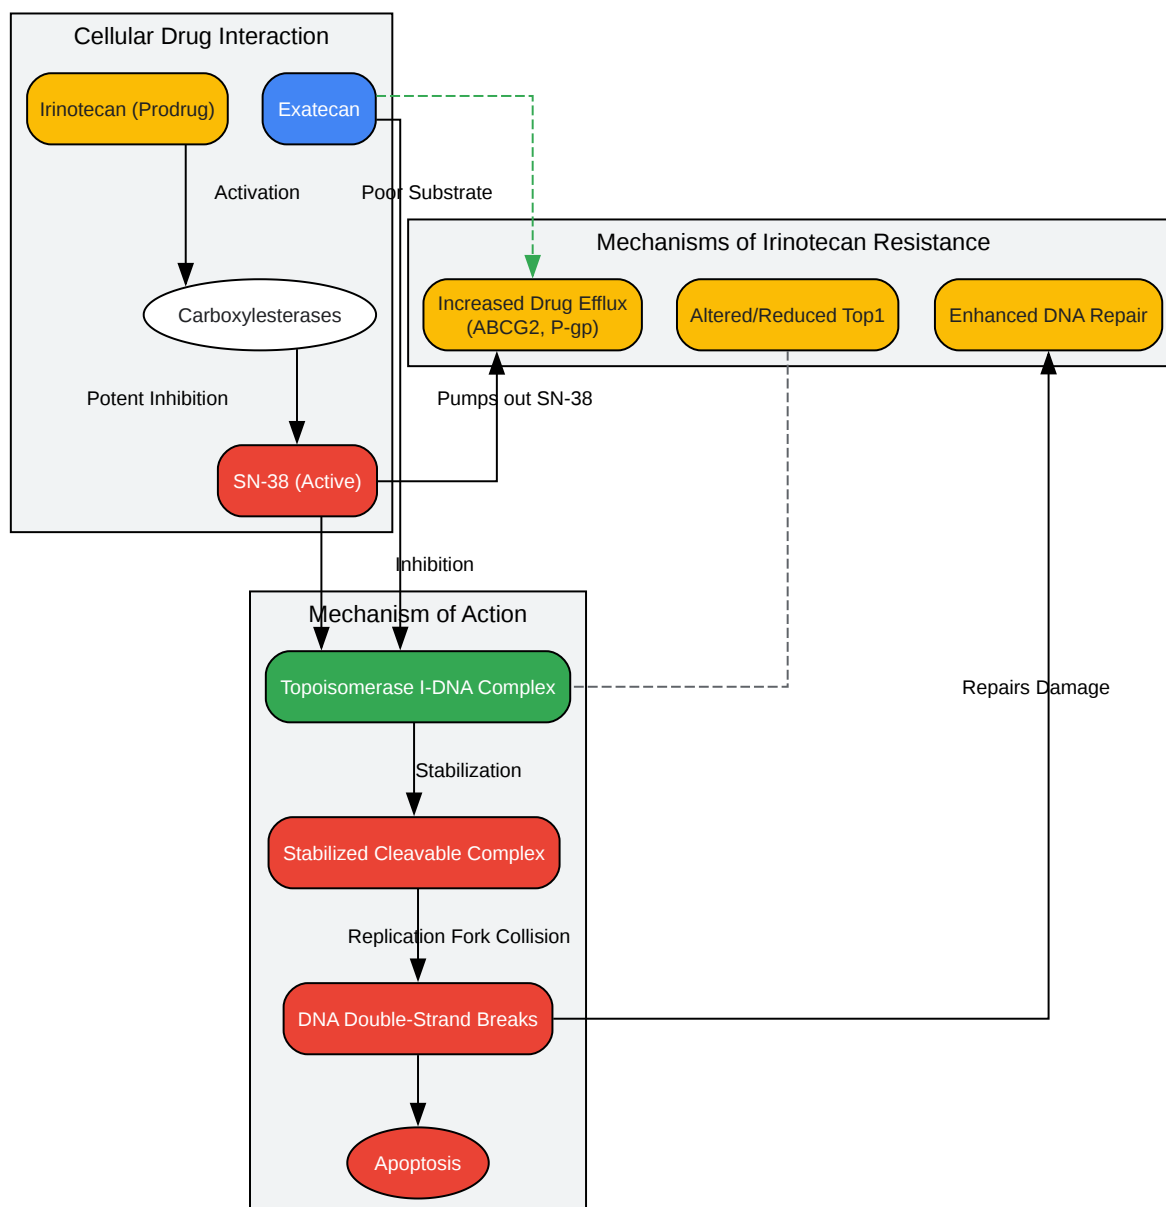 Cellular Drug Interaction
Irinotecan (Prodrug)
Exatecan
Activation
Poor Substrate
Mechanisms of Irinotecan Resistance
Carboxylesterases
Increased Drug Efflux
(ABCG2, P-gp)
Altered/Reduced Top1
Enhanced DNA Repair
Potent Inhibition
Pumps out SN-38
SN-38 (Active)
Inhibition
Mechanism of Action
Topoisomerase I-DNA Complex
Repairs Damage
Stabilization
Stabilized Cleavable Complex
Replication Fork Collision
DNA Double-Strand Breaks
Apoptosis